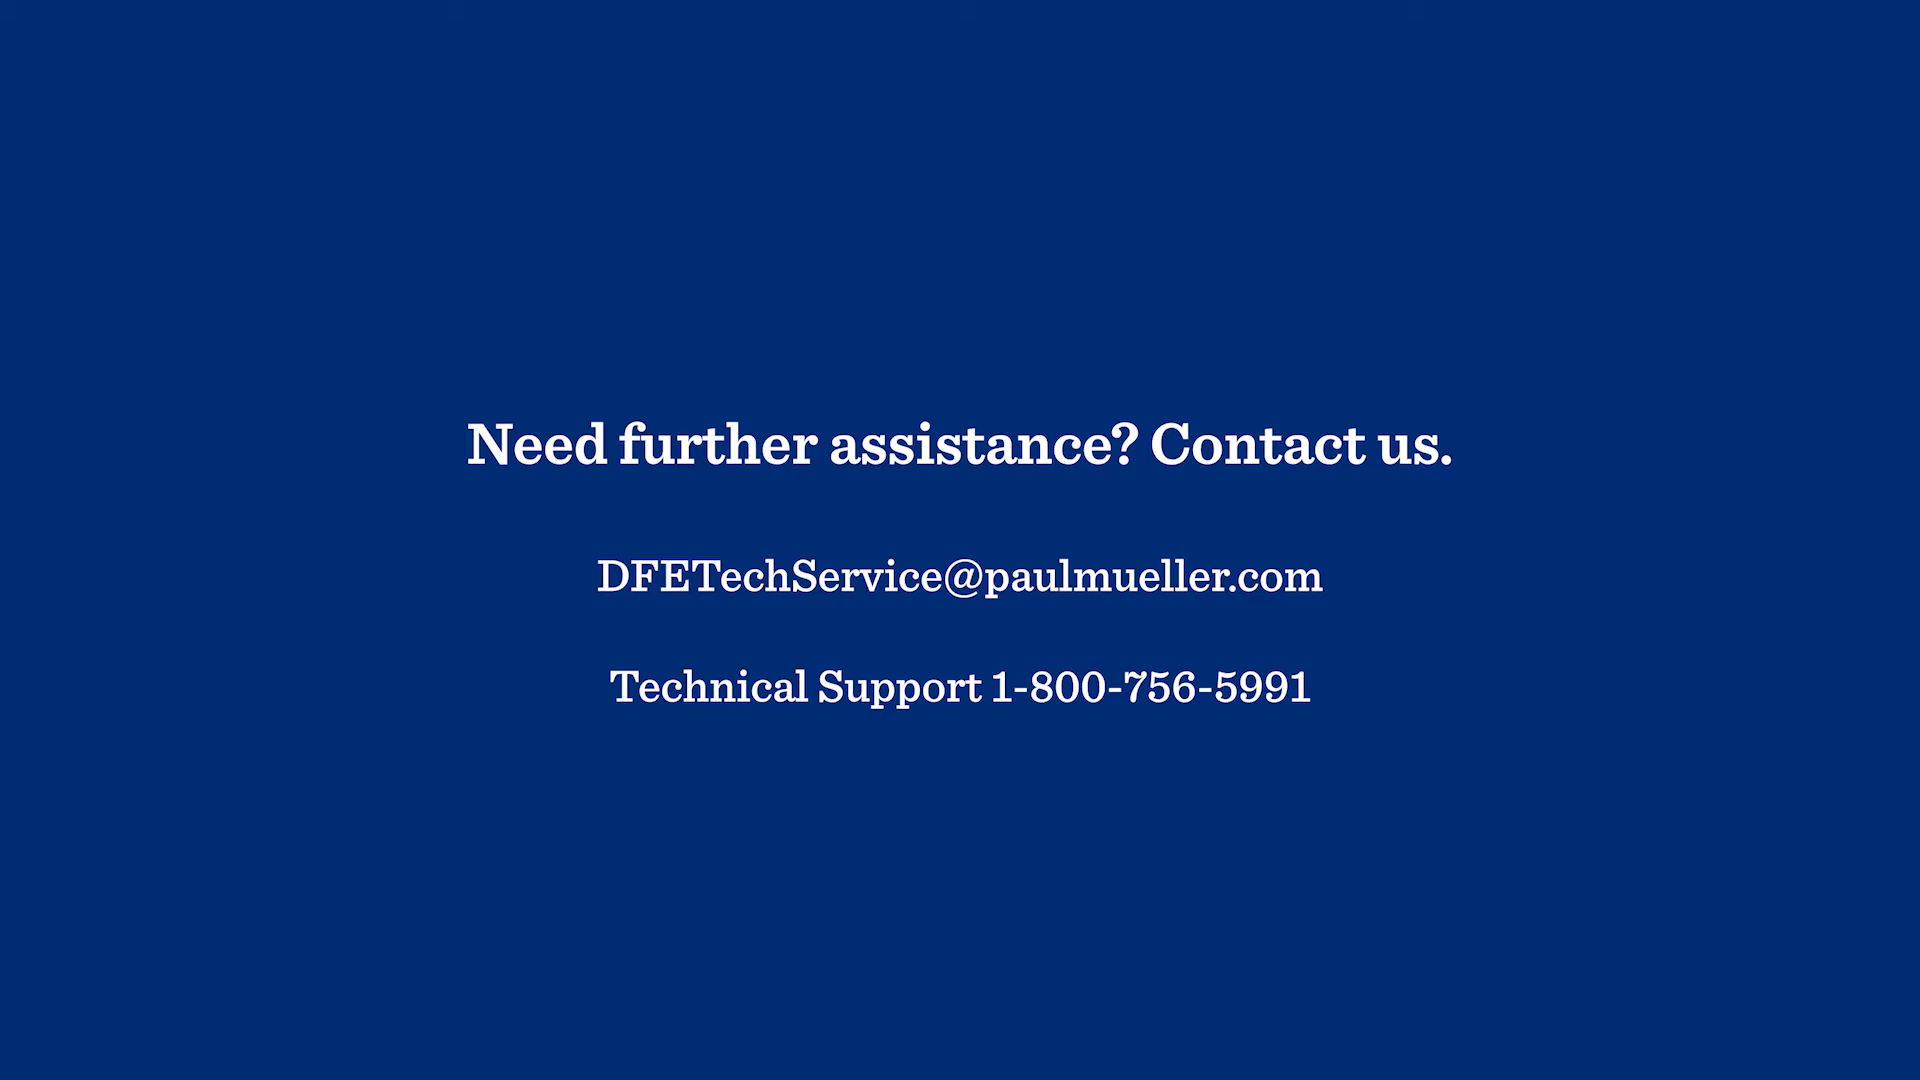 Need further assistance? Contact us.
DFETechService@paulmueller.com
Technical Support 1-800-756-5991